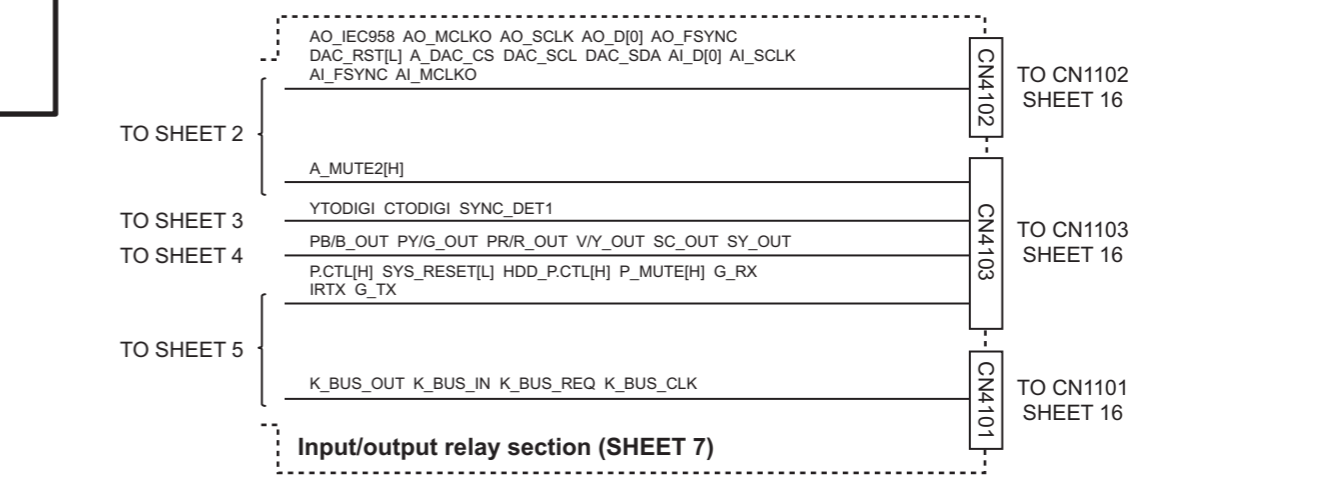 AO_IEC958 AO_MCLKO AO_SCLK AO_D[0] AO_FSYNC
DAC_RST[L] A_DAC_CS DAC_SCL DAC_SDA AI_D[0] AI_SCLK
AI_FSYNC AI_MCLKO
CN4102
TO CN1102
SHEET 16
TO SHEET 2
A_MUTE2[H]
TO SHEET 3
YTODIGI CTODIGI SYNC_DET1
TO SHEET 4
PB/B_OUT PY/G_OUT PR/R_OUT V/Y_OUT SC_OUT SY_OUT
CN4103
TO CN1103
SHEET 16
P.CTL[H] SYS_RESET[L] HDD_P.CTL[H] P_MUTE[H] G_RX
IRTX G_TX
TO SHEET 5
K_BUS_OUT K_BUS_IN K_BUS_REQ K_BUS_CLK
CN4101
TO CN1101
SHEET 16
Input/output relay section (SHEET 7)